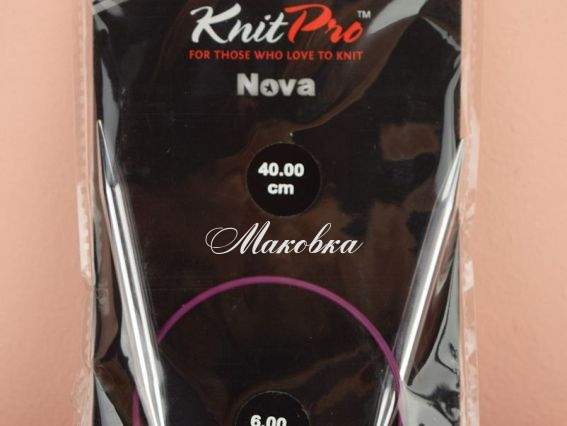 KnitPro™
FOR THOSE WHO LOVE TO KNIT
Nova
40.00
cm
Маковка
6.00